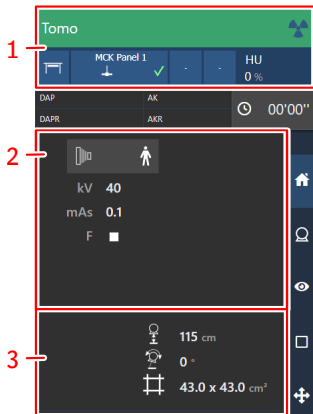 Tomo
1
MCK Panel 1
- -
HU
0 %
DAP AK
DAPR AKR
00'00''
2
kV 40
mAs 0.1
F
115 cm
3
0 °
43.0 x 43.0 cm²